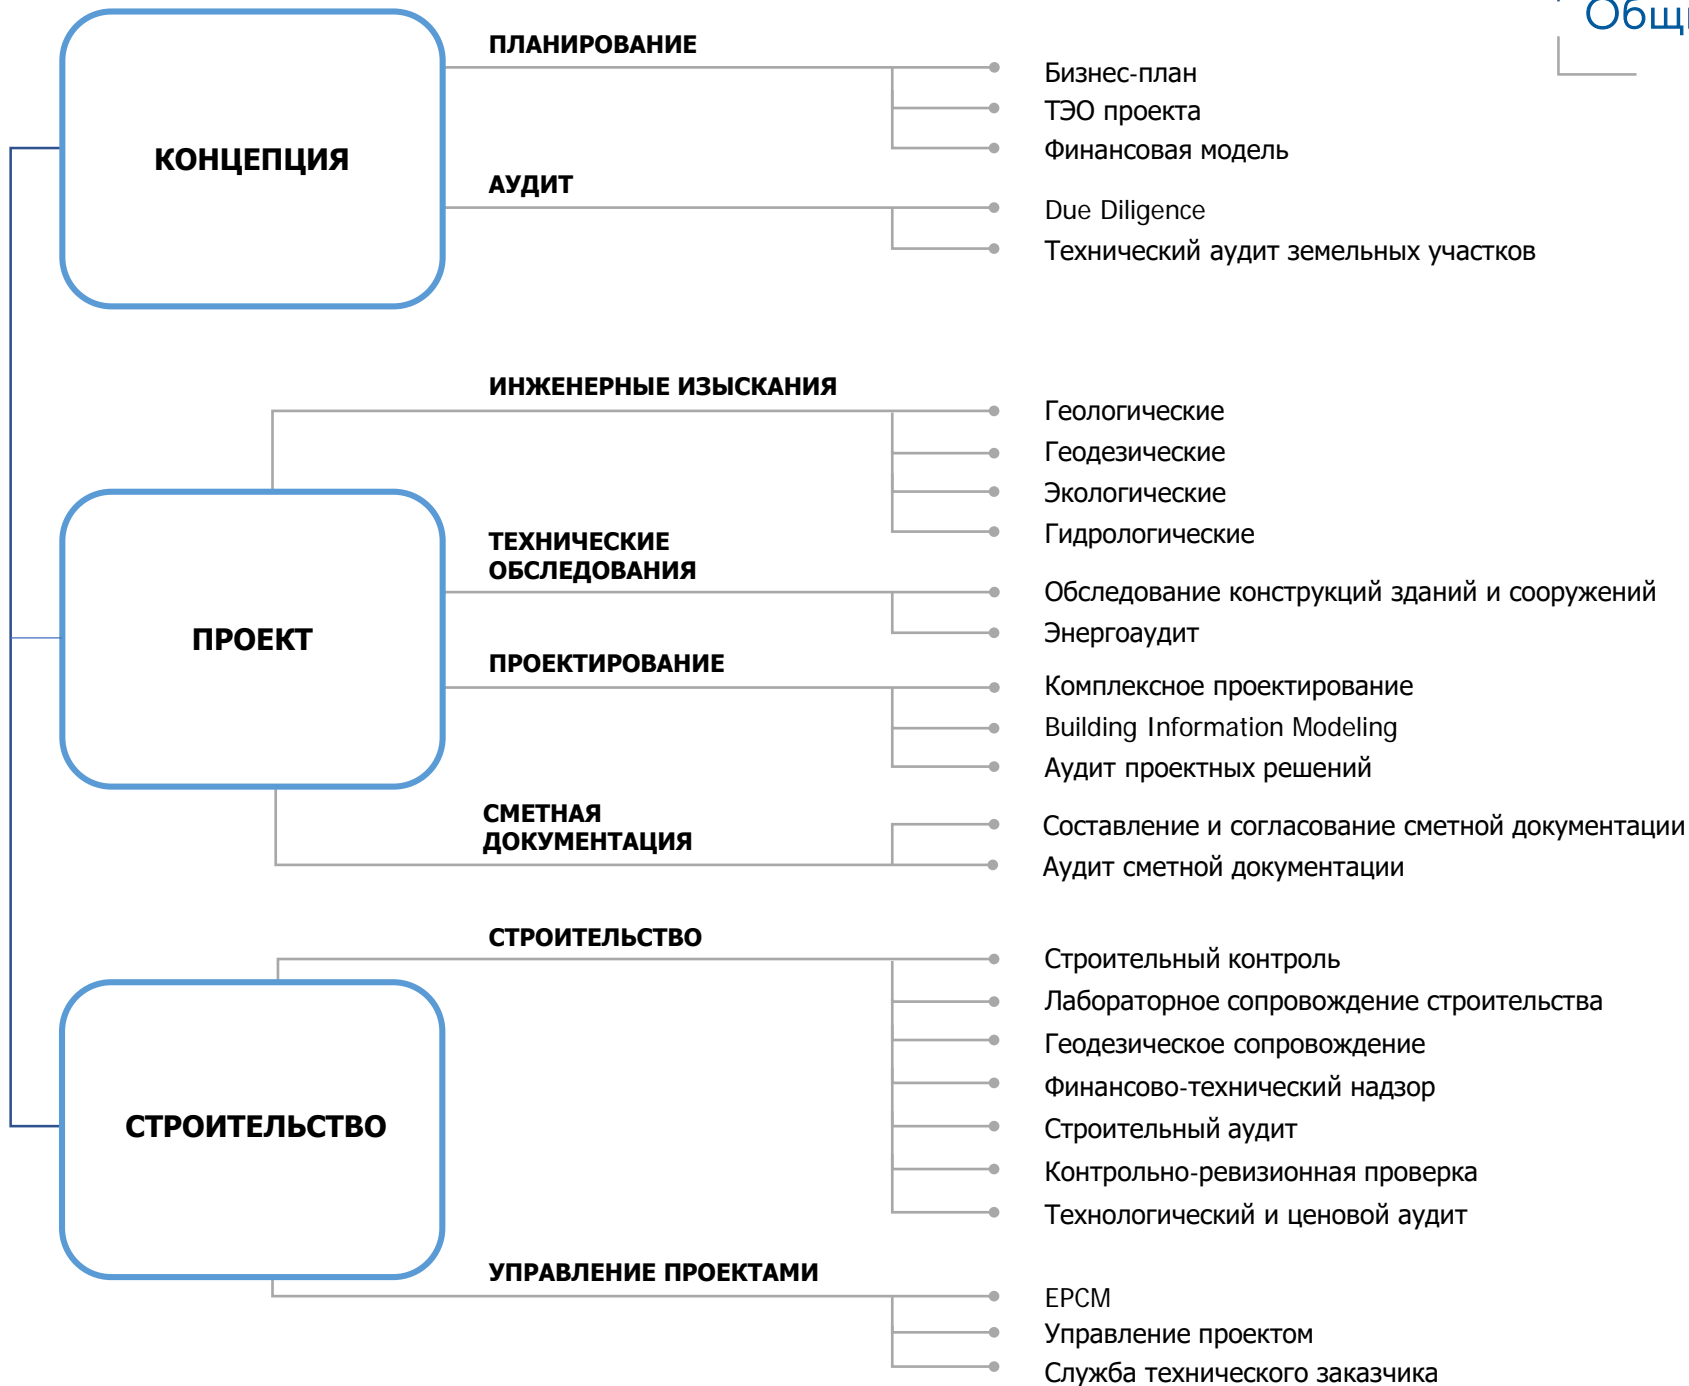 ПЛАНИРОВАНИЕ
Бизнес-план
ТЭО проекта
Финансовая модель
КОНЦЕПЦИЯ
АУДИТ
Due Diligence
Технический аудит земельных участков
ИНЖЕНЕРНЫЕ ИЗЫСКАНИЯ
Геологические
Геодезические
Экологические
Гидрологические
ТЕХНИЧЕСКИЕ
ОБСЛЕДОВАНИЯ
Обследование конструкций зданий и сооружений
Энергоаудит
ПРОЕКТ
ПРОЕКТИРОВАНИЕ
Комплексное проектирование
Building Information Modeling
Аудит проектных решений
СМЕТНАЯ
ДОКУМЕНТАЦИЯ
Составление и согласование сметной документации
Аудит сметной документации
СТРОИТЕЛЬСТВО
Строительный контроль
Лабораторное сопровождение строительства
Геодезическое сопровождение
Финансово-технический надзор
СТРОИТЕЛЬСТВО
Строительный аудит
Контрольно-ревизионная проверка
Технологический и ценовой аудит
УПРАВЛЕНИЕ ПРОЕКТАМИ
EPCM
Управление проектом
Служба технического заказчика